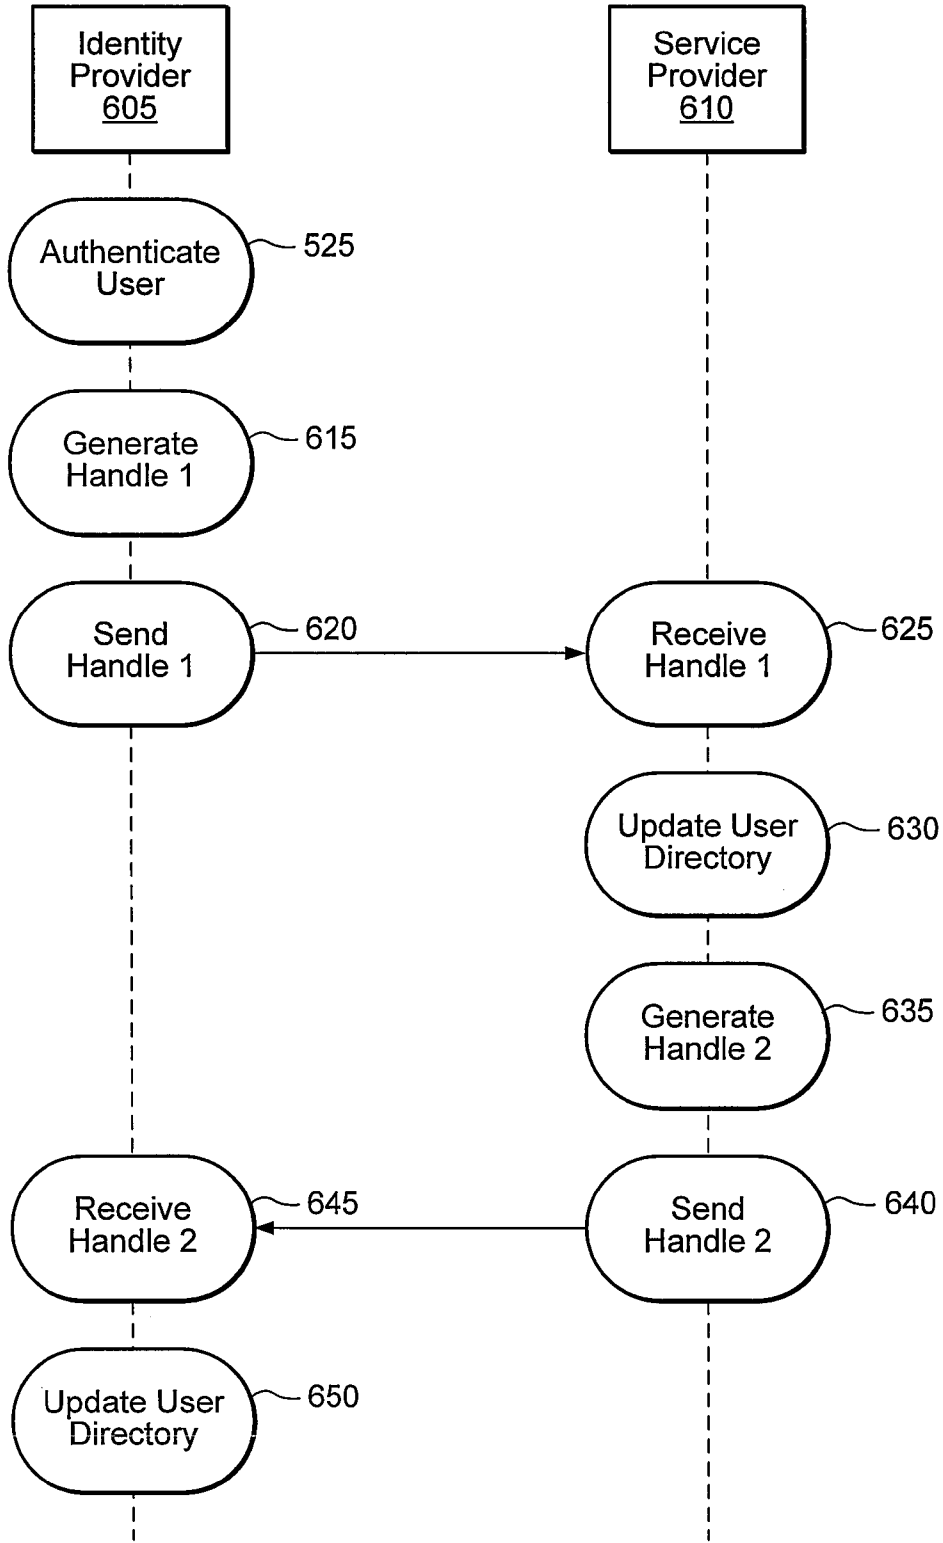 Identity
Provider
605
Service
Provider
610
Authenticate
User
525
Generate
Handle 1
615
Send
Handle 1
620
Receive
Handle 1
625
Update User
Directory
630
Generate
Handle 2
635
Receive
Handle 2
645
Send
Handle 2
640
Update User
Directory
650